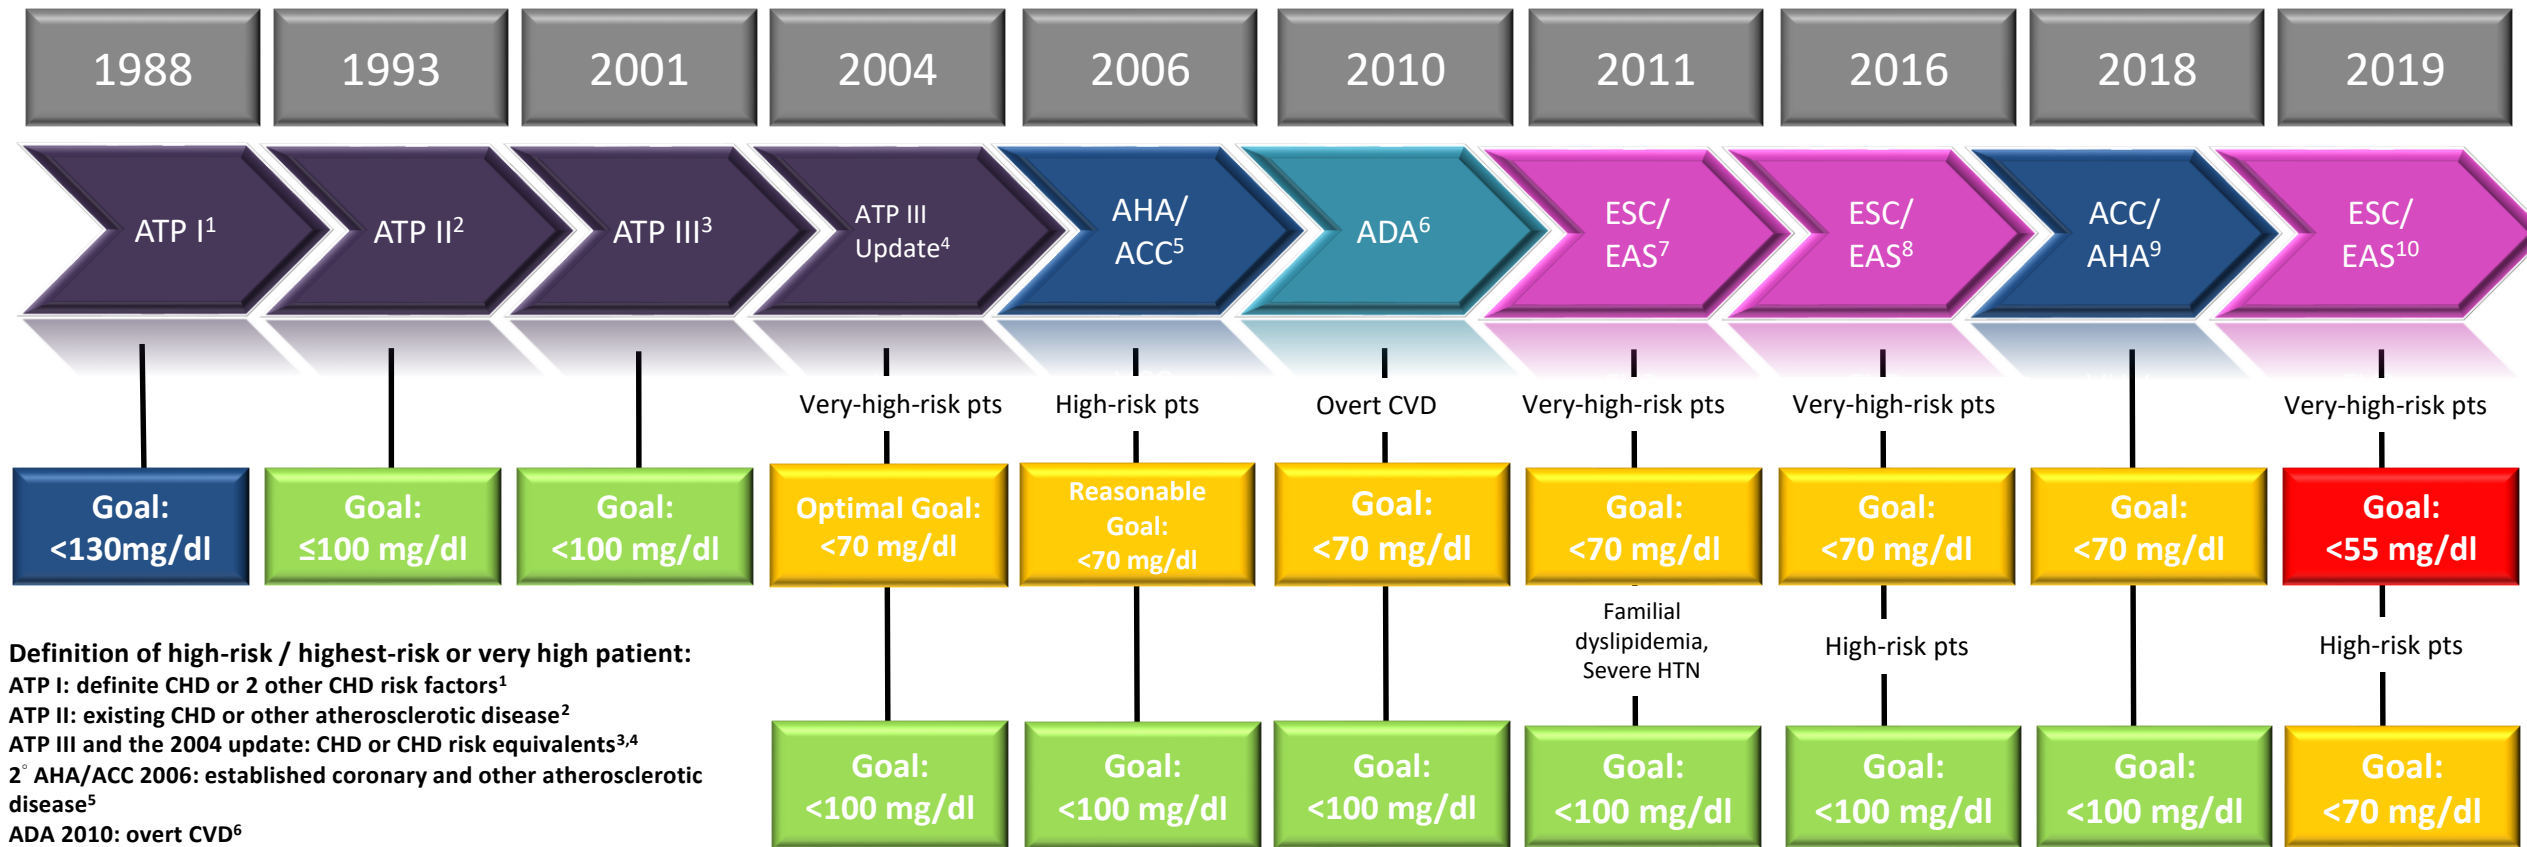 1988
1993
2001
2004
2006
2010
2011
2016
2018
2019
ATP I¹
ATP II²
ATP III³
ATP III
Update⁴
AHA/
ACC⁵
ADA⁶
ESC/
EAS⁷
ESC/
EAS⁸
ACC/
AHA⁹
ESC/
EAS¹⁰
Very-high-risk pts
High-risk pts
Overt CVD
Very-high-risk pts
Very-high-risk pts
Very-high-risk pts
Goal:
<130mg/dl
Goal:
≤100 mg/dl
Goal:
<100 mg/dl
Optimal Goal:
<70 mg/dl
Reasonable
Goal:
<70 mg/dl
Goal:
<70 mg/dl
Goal:
<70 mg/dl
Goal:
<70 mg/dl
Goal:
<70 mg/dl
Goal:
<55 mg/dl
Familial
dyslipidemia,
Severe HTN
High-risk pts
High-risk pts
Goal:
<100 mg/dl
Goal:
<100 mg/dl
Goal:
<100 mg/dl
Goal:
<100 mg/dl
Goal:
<100 mg/dl
Goal:
<100 mg/dl
Goal:
<70 mg/dl
Definition of high-risk / highest-risk or very high patient:
ATP I: definite CHD or 2 other CHD risk factors¹
ATP II: existing CHD or other atherosclerotic disease²
ATP III and the 2004 update: CHD or CHD risk equivalents³,⁴
2° AHA/ACC 2006: established coronary and other atherosclerotic
disease⁵
ADA 2010: overt CVD⁶